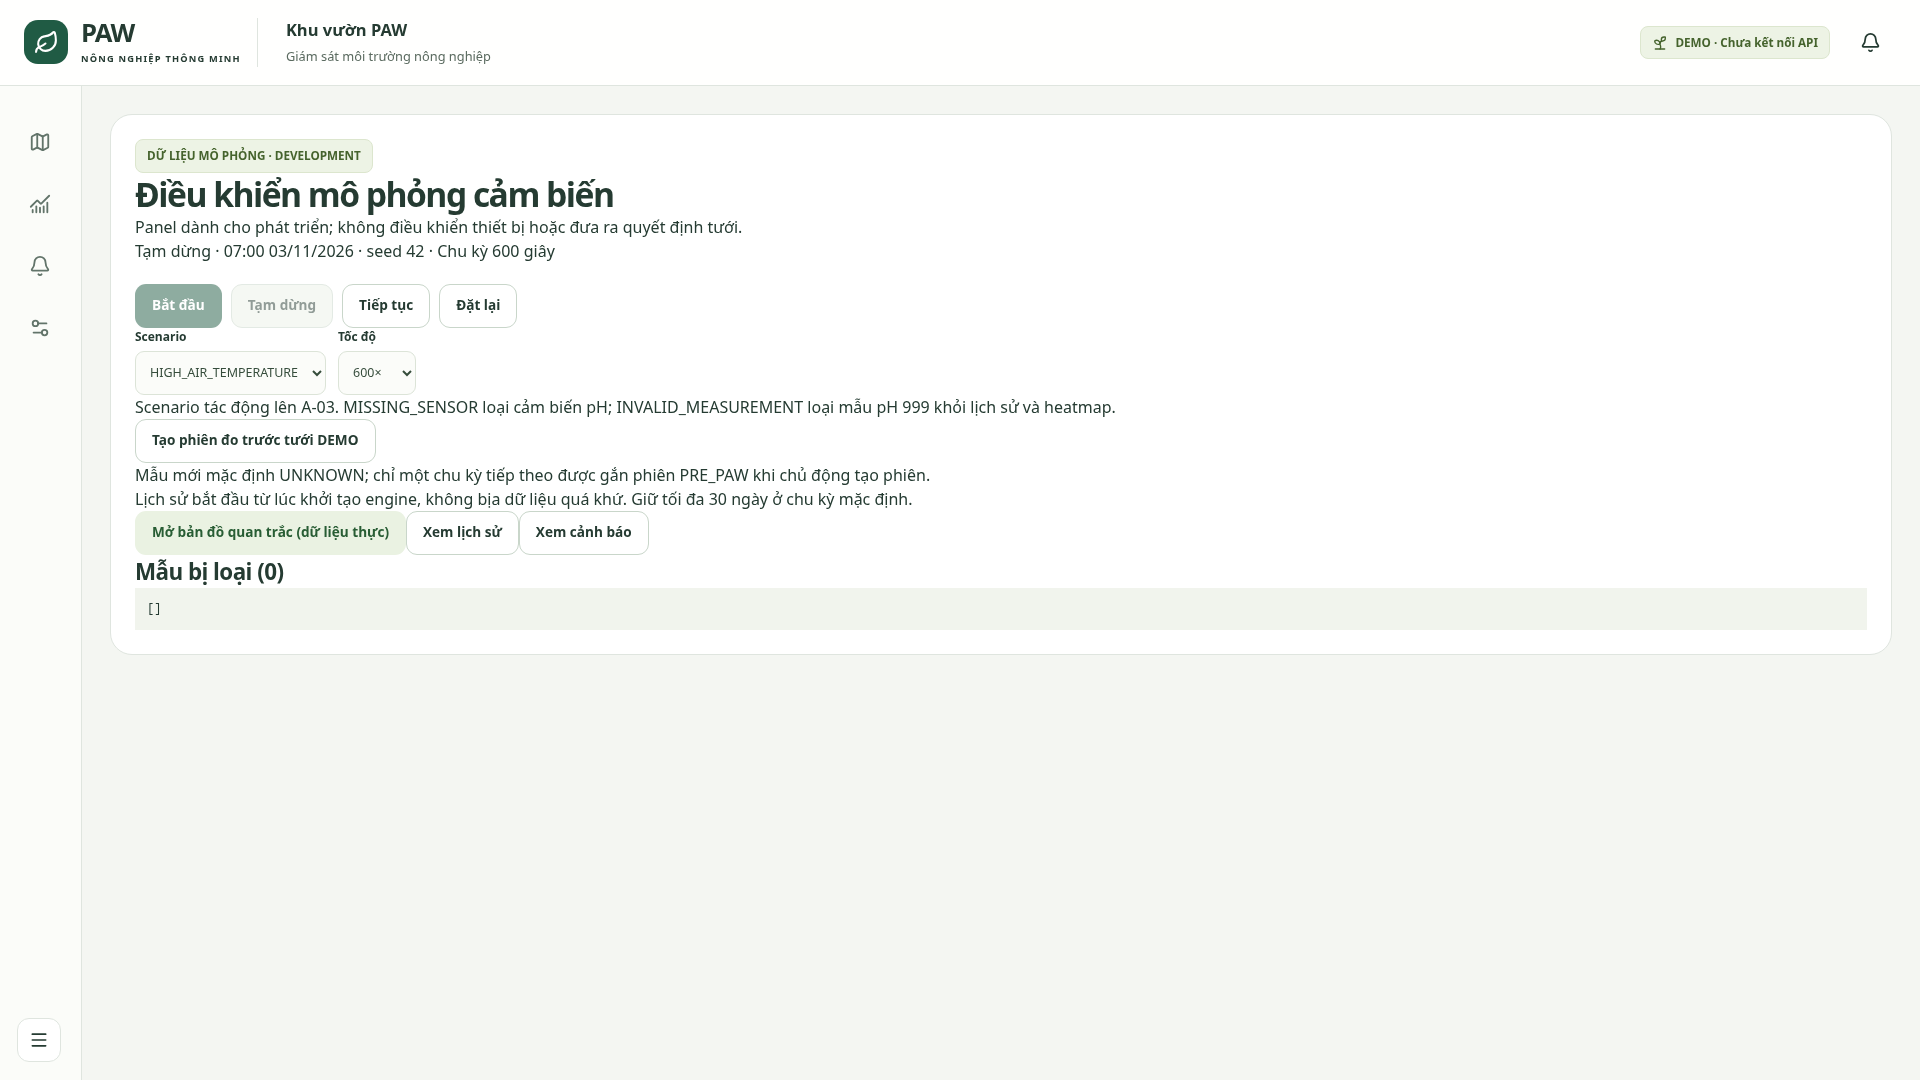 PAW
NÔNG NGHIỆP THÔNG MINH
Khu vườn PAW
Giám sát môi trường nông nghiệp
DEMO · Chưa kết nối API
DỮ LIỆU MÔ PHỎNG · DEVELOPMENT
Điều khiển mô phỏng cảm biến
Panel dành cho phát triển; không điều khiển thiết bị hoặc đưa ra quyết định tưới.
Tạm dừng · 07:00 03/11/2026 · seed 42 · Chu kỳ 600 giây
Bắt đầu Tạm dừng Tiếp tục Đặt lại
Scenario Tốc độ
HIGH_AIR_TEMPERATURE 600×
Scenario tác động lên A-03. MISSING_SENSOR loại cảm biến pH; INVALID_MEASUREMENT loại mẫu pH 999 khỏi lịch sử và heatmap.
Tạo phiên đo trước tưới DEMO
Mẫu mới mặc định UNKNOWN; chỉ một chu kỳ tiếp theo được gắn phiên PRE_PAW khi chủ động tạo phiên.
Lịch sử bắt đầu từ lúc khởi tạo engine, không bịa dữ liệu quá khứ. Giữ tối đa 30 ngày ở chu kỳ mặc định.
Mở bản đồ quan trắc (dữ liệu thực) Xem lịch sử Xem cảnh báo
Mẫu bị loại (0)
[]